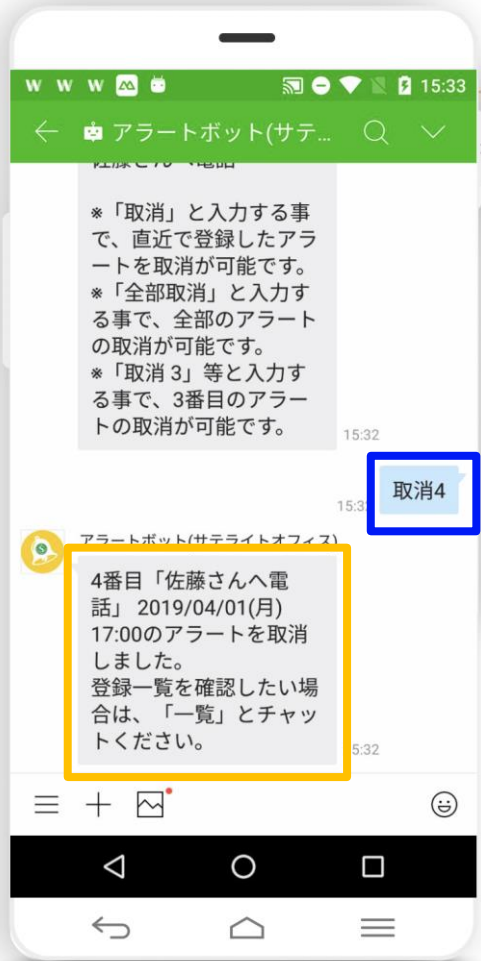 W W W 15:33
アラートボット(サテ...
※「取消」と入力する事
で、直近で登録したアラ
ートを取消が可能です。
※「全部取消」と入力す
る事で、全部のアラート
の取消が可能です。
※「取消 3」等と入力す
る事で、3番目のアラー
トの取消が可能です。
15:32
取消4
アラートボット(サテライトオフィス)
4番目「佐藤さんへ電
話」 2019/04/01(月)
17:00のアラートを取消
しました。
登録一覧を確認したい場
合は、「一覧」とチャッ
トください。